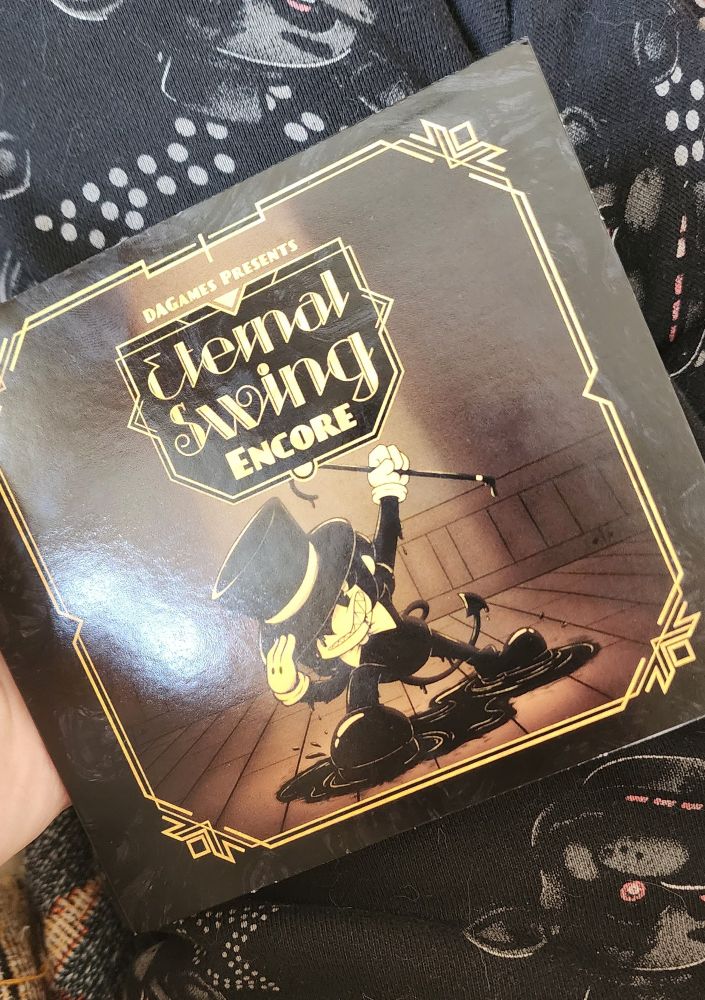 DAGAMES PRESENTS
Eternal
Swing
ENCORE